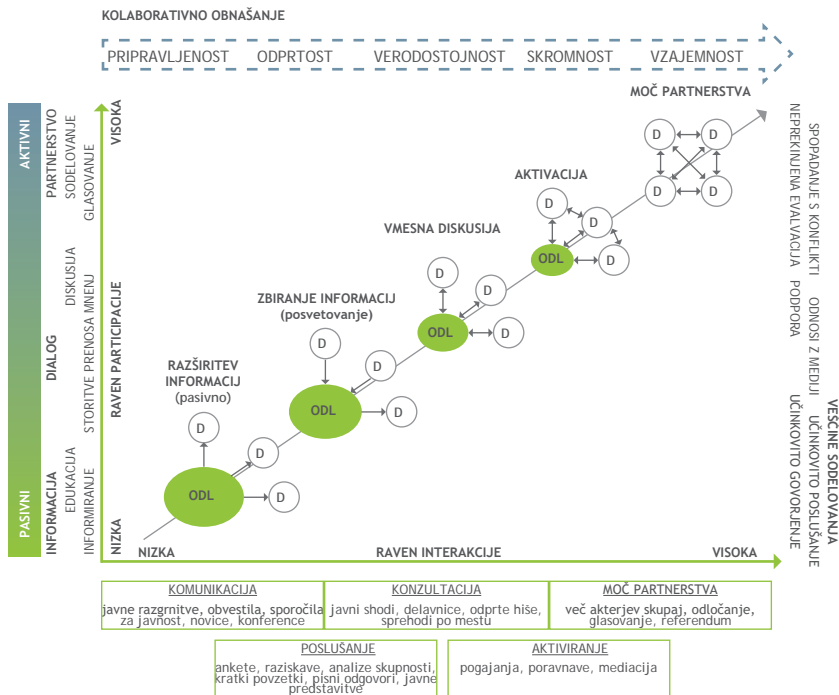 KOLABORATIVNO OBNAŠANJE
PRIPRAVLJENOST ODPRTOST VERODOSTOJNOST SKROMNOST VZAJEMNOST
AKTIVNI
PASIVNI
PARTNERSTVO
DIALOG
INFORMACIJA
SODELOVANJE
DISKUSIJA
EDUKACIJA
GLASOVANJE
STORITVE PRENOSA MNENJ
INFORMIRANJE
VISOKA
RAVEN PARTICIPACIJE
NIZKA
MOČ PARTNERSTVA
D D
D D
AKTIVACIJA
D
D
ODL D
VMESNA DISKUSIJA
D
D
ODL D
ZBIRANJE INFORMACIJ
(posvetovanje)
D
D
ODL D
RAZŠIRITEV
INFORMACIJ
(pasivno)
D
D
ODL D
NIZKA RAVEN INTERAKCIJE VISOKA
SPOPADANJE S KONFLIKTI
NEPREKINJENA EVALVACIJA
ODNOSI Z MEDIJI
PODPORA
UČINKOVITO POSLUŠANJE
UČINKOVITO GOVORJENJE
VEŠČINE SODELOVANJA
KOMUNIKACIJA
javne razgrnitve, obvestila, sporočila
za javnost, novice, konference
KONZULTACIJA
javni shodi, delavnice, odprte hiše,
sprehodi po mestu
MOČ PARTNERSTVA
več akterjev skupaj, odločanje,
glasovanje, referendum
POSLUŠANJE
ankete, raziskave, analize skupnosti,
kratki povzetki, pisni odgovori, javne
predstavitve
AKTIVIRANJE
pogajanja, poravnave, mediacija